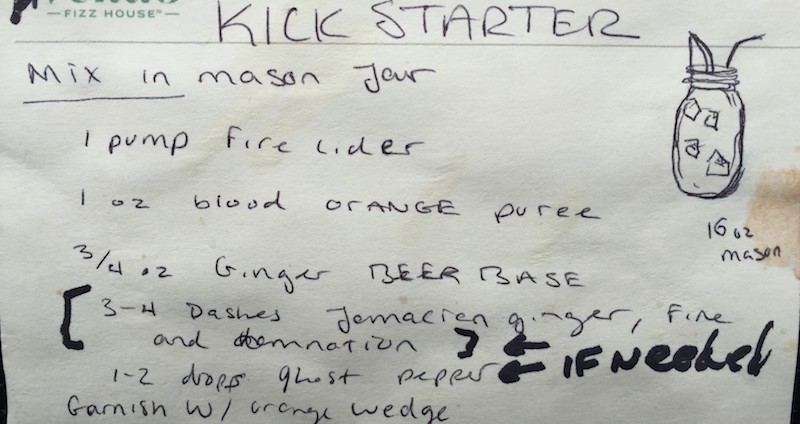 FIZZ HOUSE™
KICK STARTER
Mix in mason Jar
1 pump Fire cider
1 oz blood ORANGE puree
3/4 oz Ginger BEER BASE
[ 3-4 Dashes Jamacien ginger, Fire
and damnation ] ←
1-2 drops ghost pepper ← IF Needed
Garnish W/ orange wedge
16 oz
mason